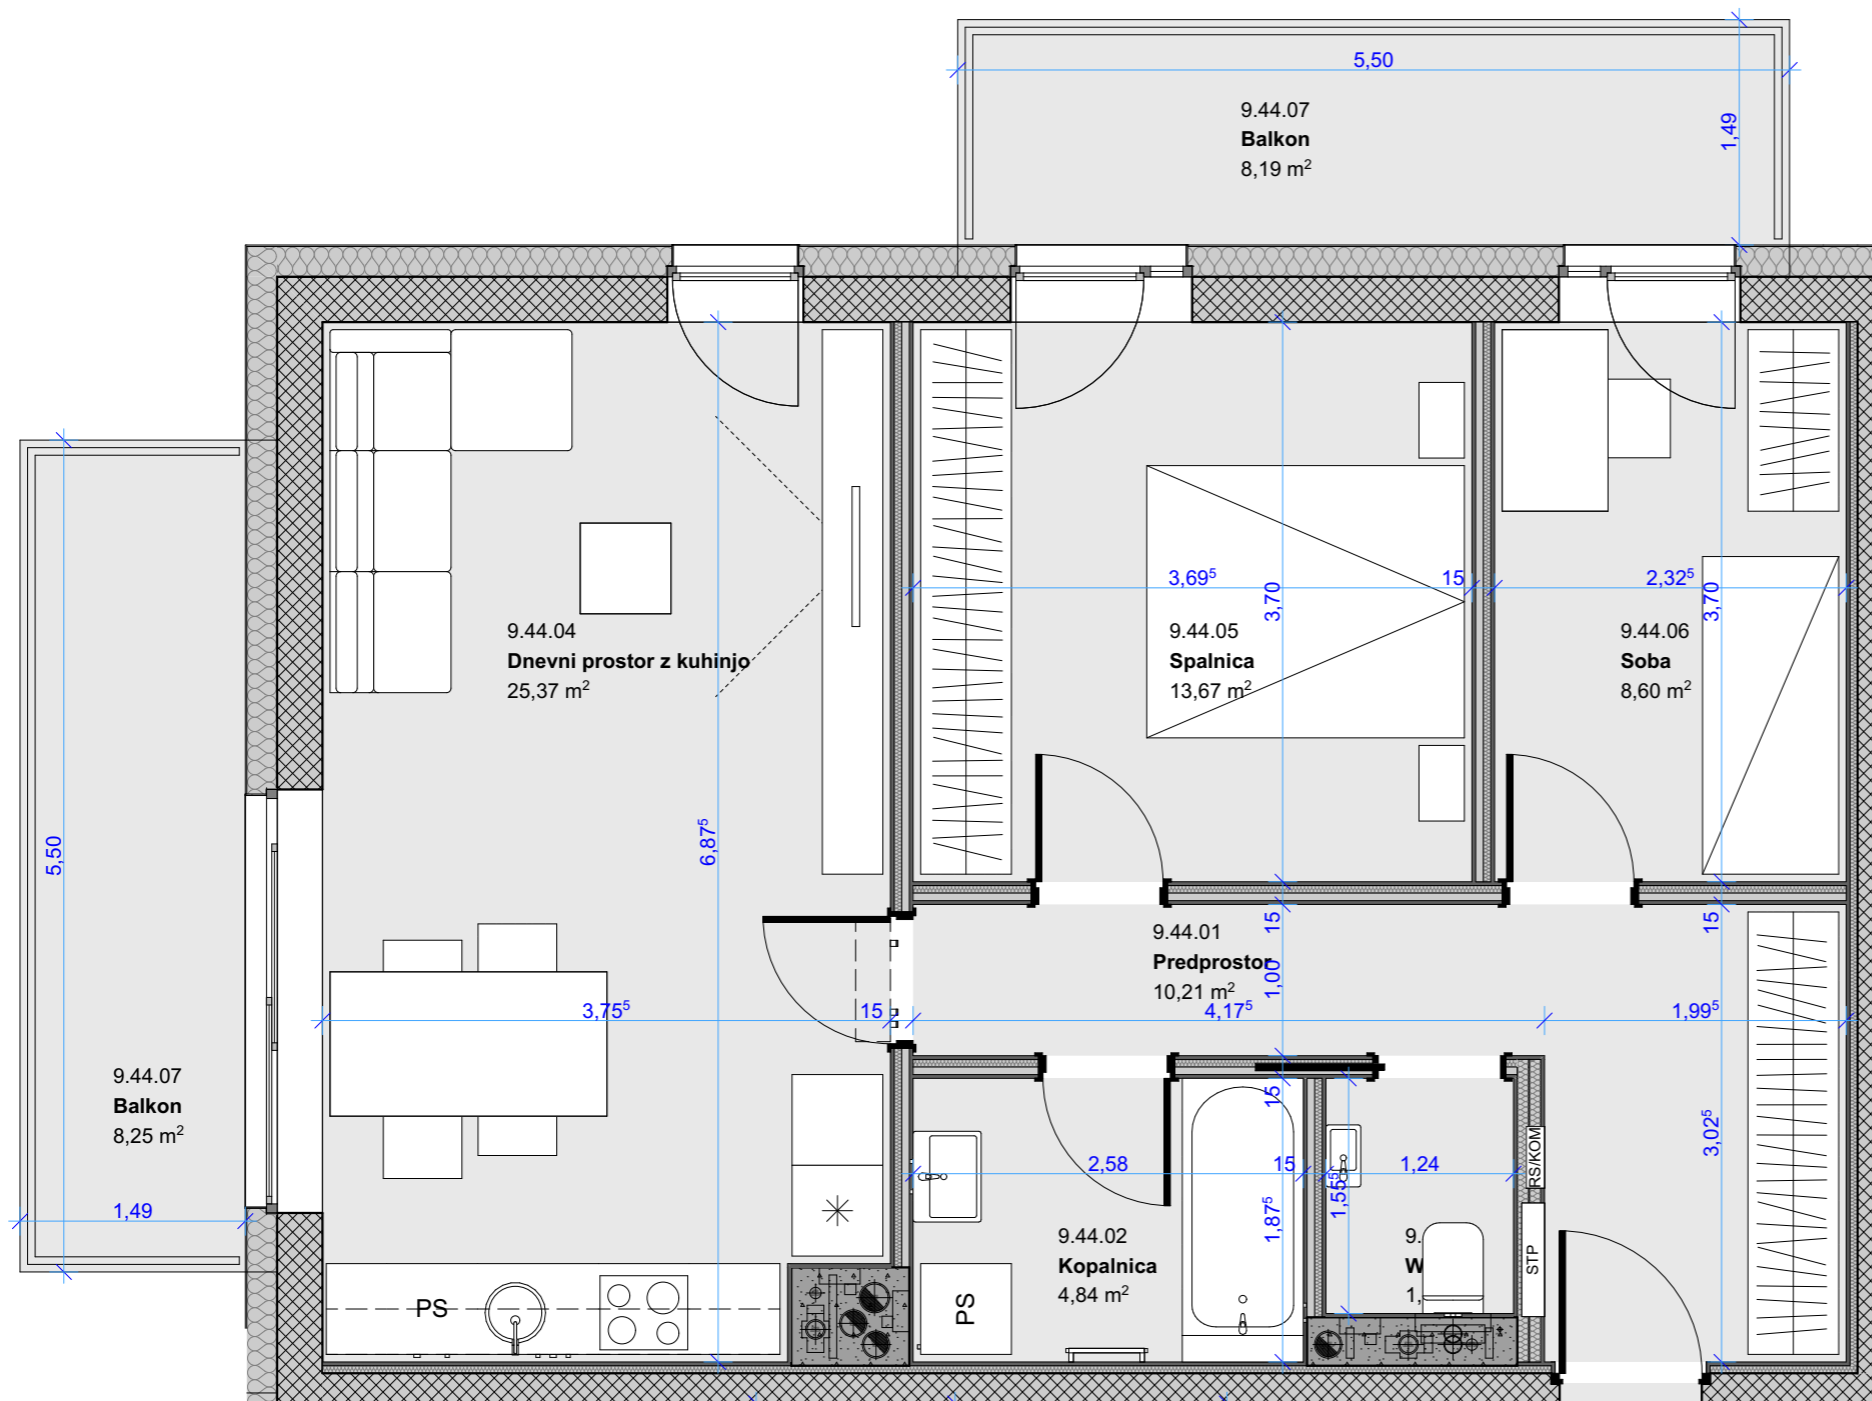 5,50
1,49
9.44.07
Balkon
8,19 m²
9.44.04
Dnevni prostor z kuhinjo
25,37 m²
6,87⁵
3,69⁵
15
3,70
9.44.05
Spalnica
13,67 m²
2,32⁵
3,70
9.44.06
Soba
8,60 m²
5,50
9.44.07
Balkon
8,25 m²
1,49
3,75⁵
15
15
9.44.01
Predprostor
10,21 m²
1,00
4,17⁵
15
1,99⁵
3,02⁵
15
2,58
15
1,24
1,87⁵
1,55⁵
9.44.02
Kopalnica
4,84 m²
9.
W
1,
RS/KOM
STP
PS
PS